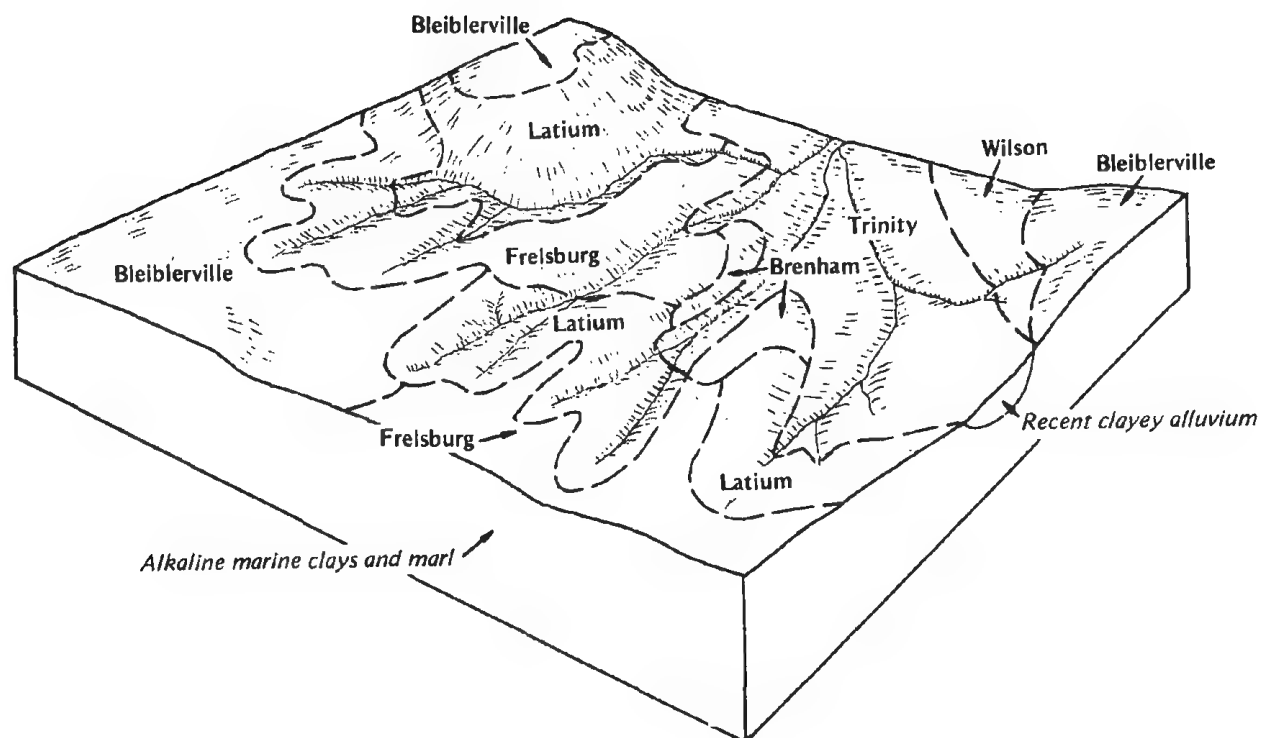 Bleiblerville
Latium
Wilson
Bleiblerville
Trinity
Frelsburg
Bleiblerville
Brenham
Latium
Frelsburg
Recent clayey alluvium
Latium
Alkaline marine clays and marl